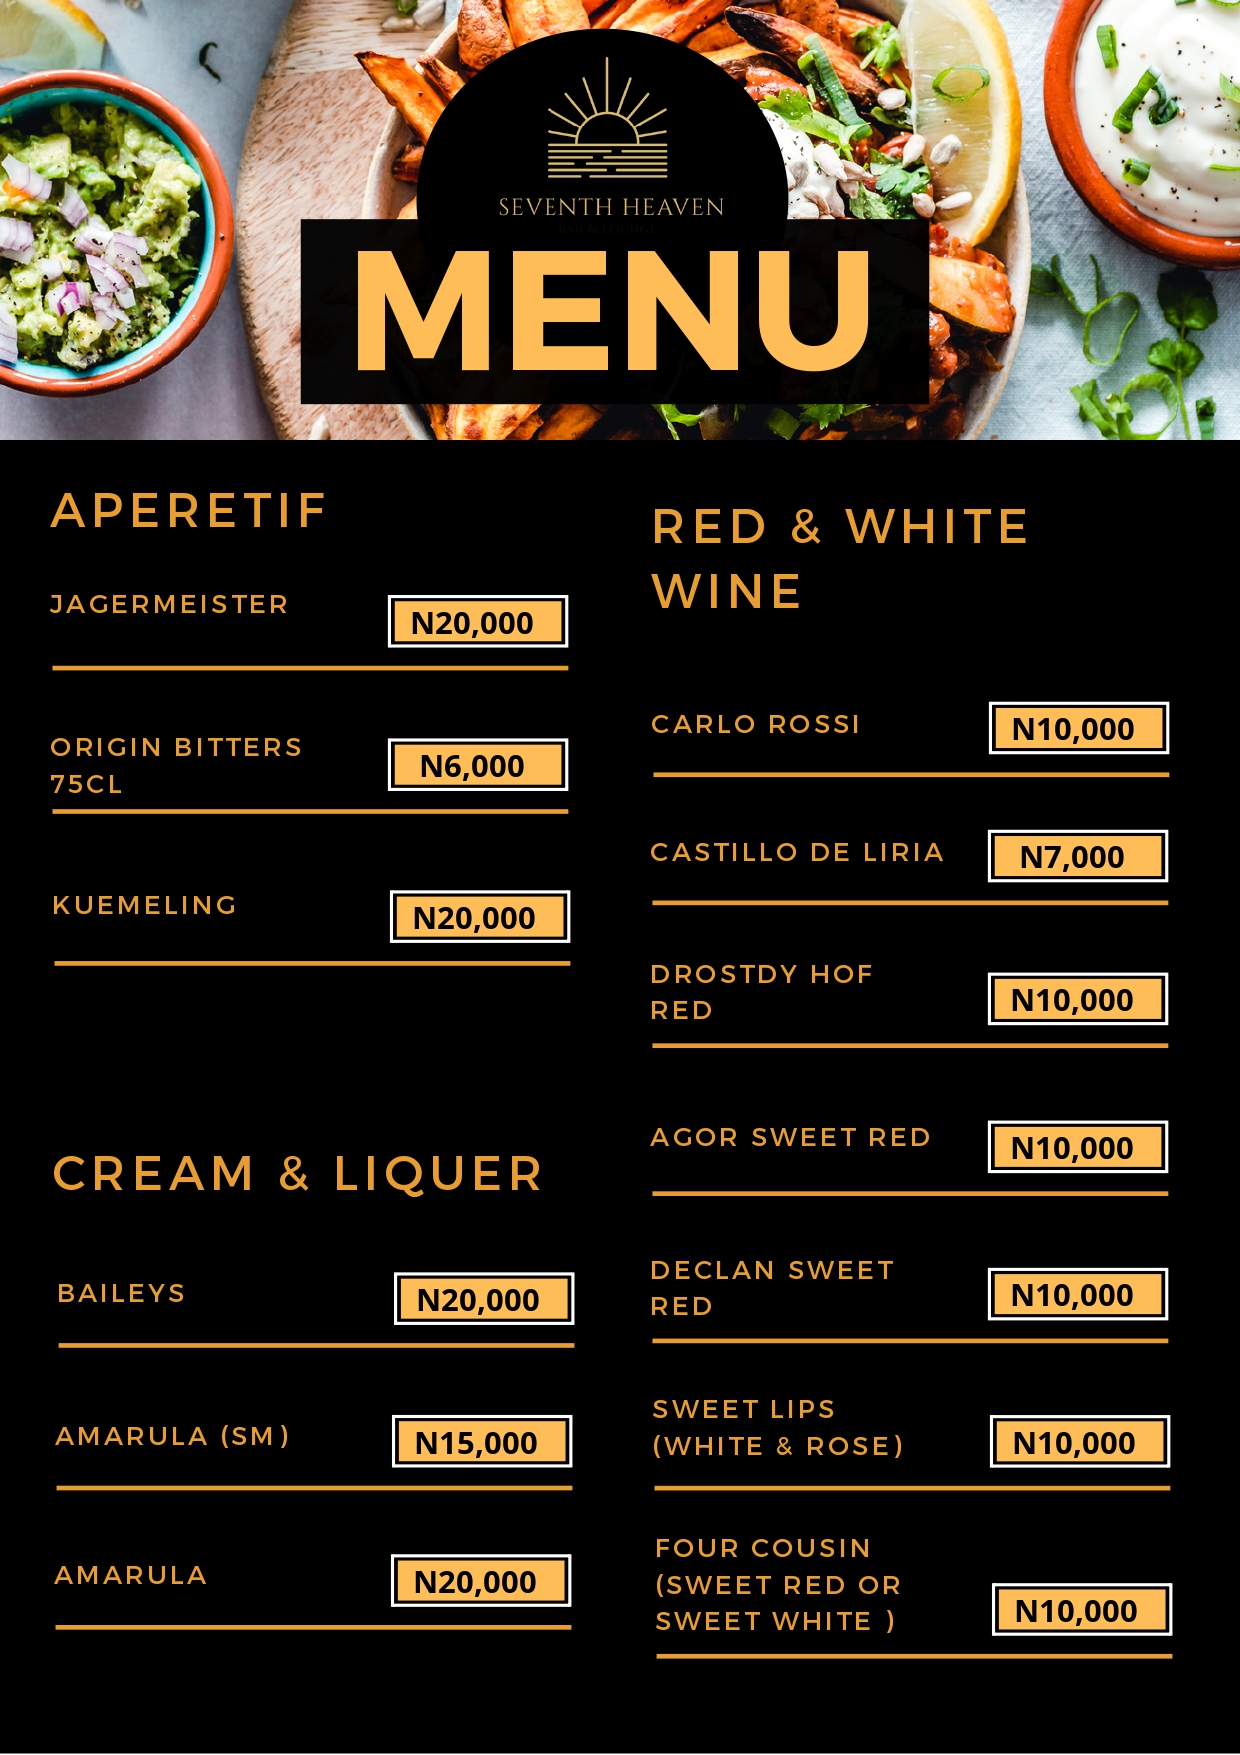 SEVENTH HEAVEN
BAR & LOUNGE
MENU
APERETIF
JAGERMEISTER
N20,000
ORIGIN BITTERS
75CL
N6,000
KUEMELING
N20,000
CREAM & LIQUER
BAILEYS
N20,000
AMARULA (SM)
N15,000
AMARULA
N20,000
RED & WHITE
WINE
CARLO ROSSI
N10,000
CASTILLO DE LIRIA
N7,000
DROSTDY HOF
RED
N10,000
AGOR SWEET RED
N10,000
DECLAN SWEET
RED
N10,000
SWEET LIPS
(WHITE & ROSE)
N10,000
FOUR COUSIN
(SWEET RED OR
SWEET WHITE )
N10,000